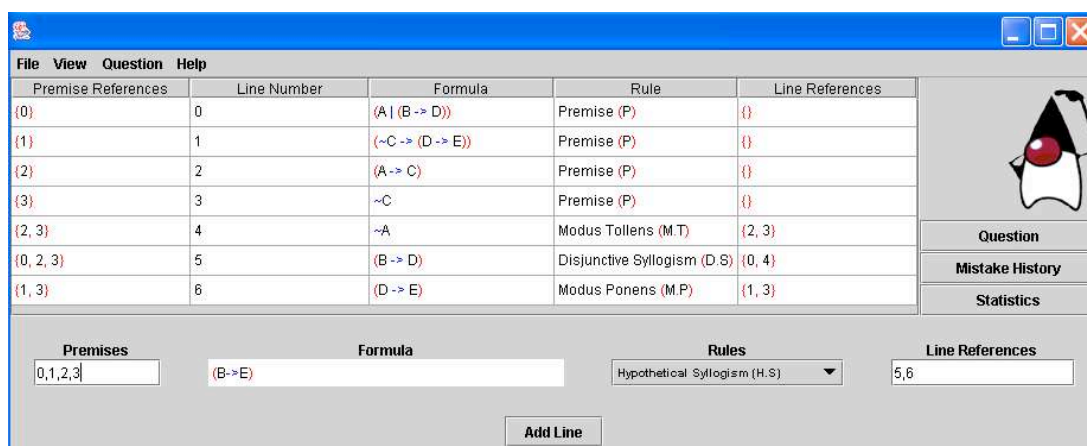 File View Question Help
Premise References Line Number Formula Rule Line References
{0} 0 (A | (B -> D)) Premise (P) {}
{1} 1 (~C -> (D -> E)) Premise (P) {}
{2} 2 (A -> C) Premise (P) {}
{3} 3 ~C Premise (P) {}
{2, 3} 4 ~A Modus Tollens (M.T) {2, 3}
{0, 2, 3} 5 (B -> D) Disjunctive Syllogism (D.S) {0, 4}
{1, 3} 6 (D -> E) Modus Ponens (M.P) {1, 3}
Question
Mistake History
Statistics
Premises Formula Rules Line References
0,1,2,3 (B->E) Hypothetical Syllogism (H.S) 5,6
Add Line